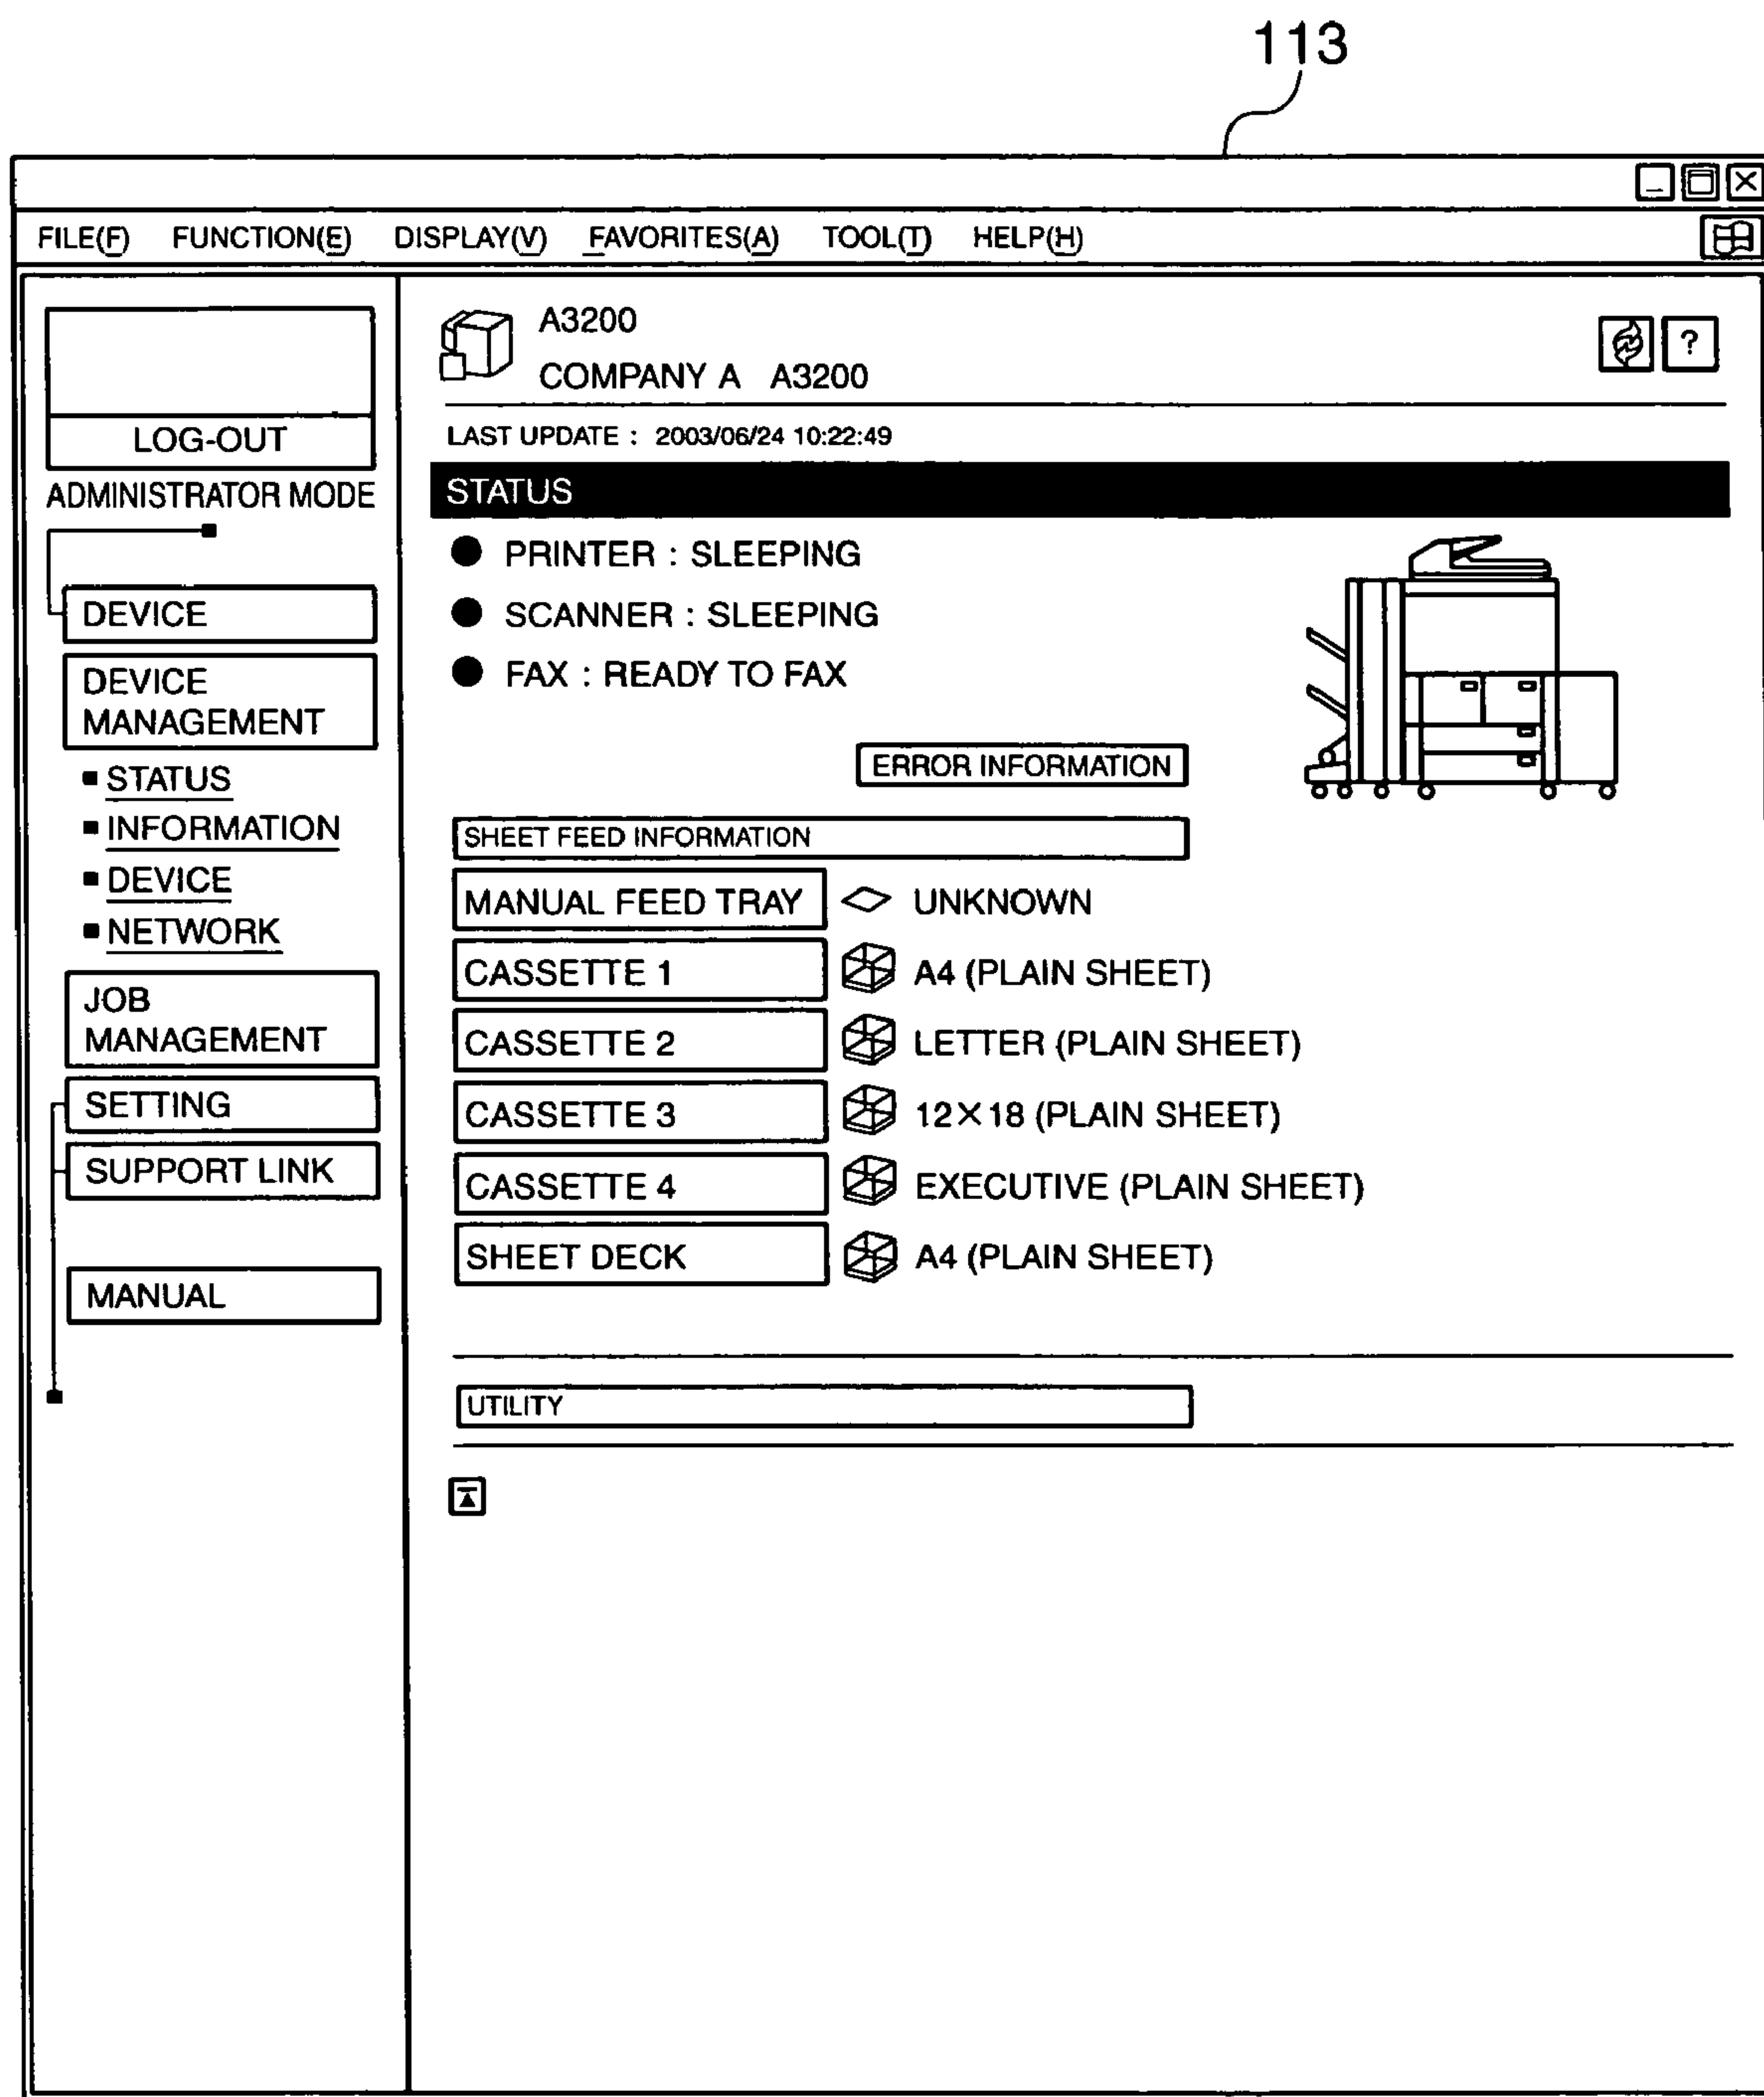 113
FILE(F) FUNCTION(E) DISPLAY(V) FAVORITES(A) TOOL(T) HELP(H)
LOG-OUT
ADMINISTRATOR MODE
DEVICE
DEVICE
MANAGEMENT
STATUS
INFORMATION
DEVICE
NETWORK
JOB
MANAGEMENT
SETTING
SUPPORT LINK
MANUAL
A3200
COMPANY A A3200
?
LAST UPDATE : 2003/06/24 10:22:49
STATUS
PRINTER : SLEEPING
SCANNER : SLEEPING
FAX : READY TO FAX
ERROR INFORMATION
SHEET FEED INFORMATION
MANUAL FEED TRAY UNKNOWN
CASSETTE 1 A4 (PLAIN SHEET)
CASSETTE 2 LETTER (PLAIN SHEET)
CASSETTE 3 12×18 (PLAIN SHEET)
CASSETTE 4 EXECUTIVE (PLAIN SHEET)
SHEET DECK A4 (PLAIN SHEET)
UTILITY